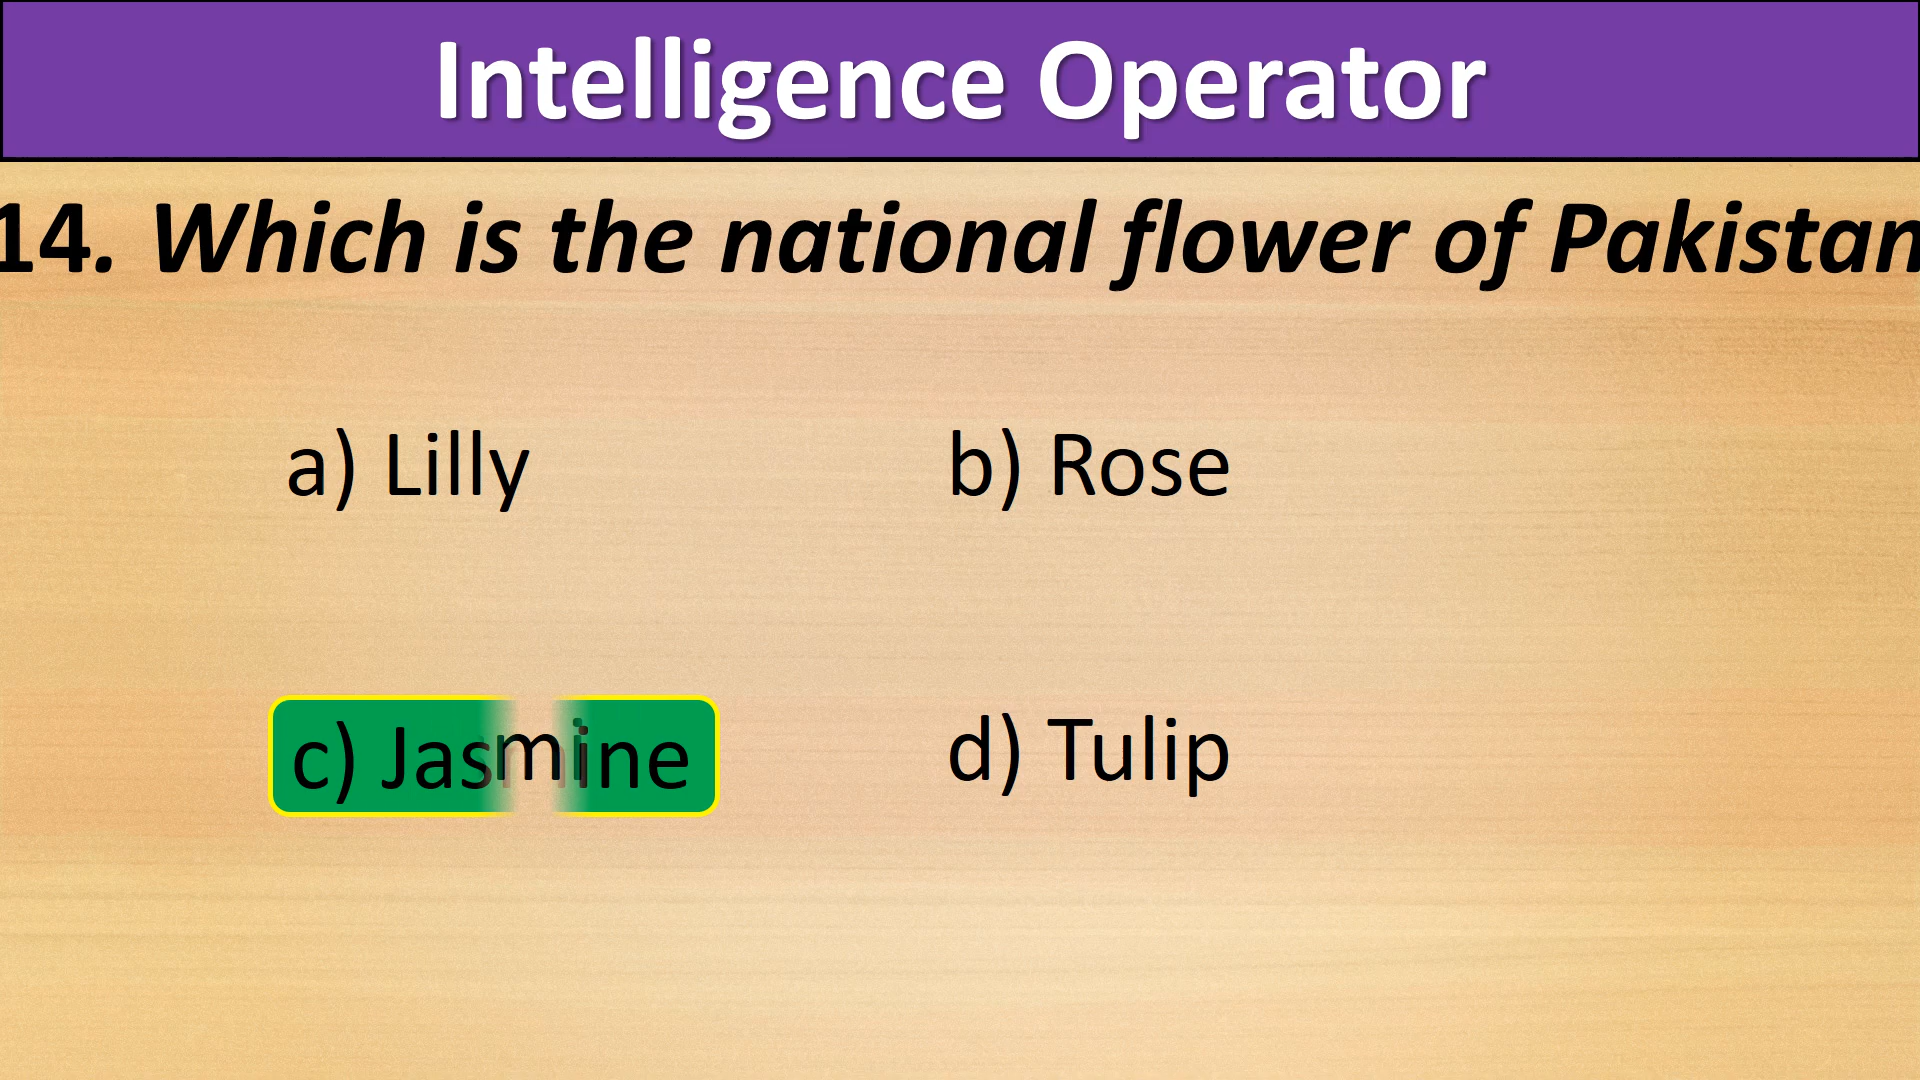 Intelligence Operator
14. Which is the national flower of Pakistan
a) Lilly
b) Rose
c) Jasmine
d) Tulip